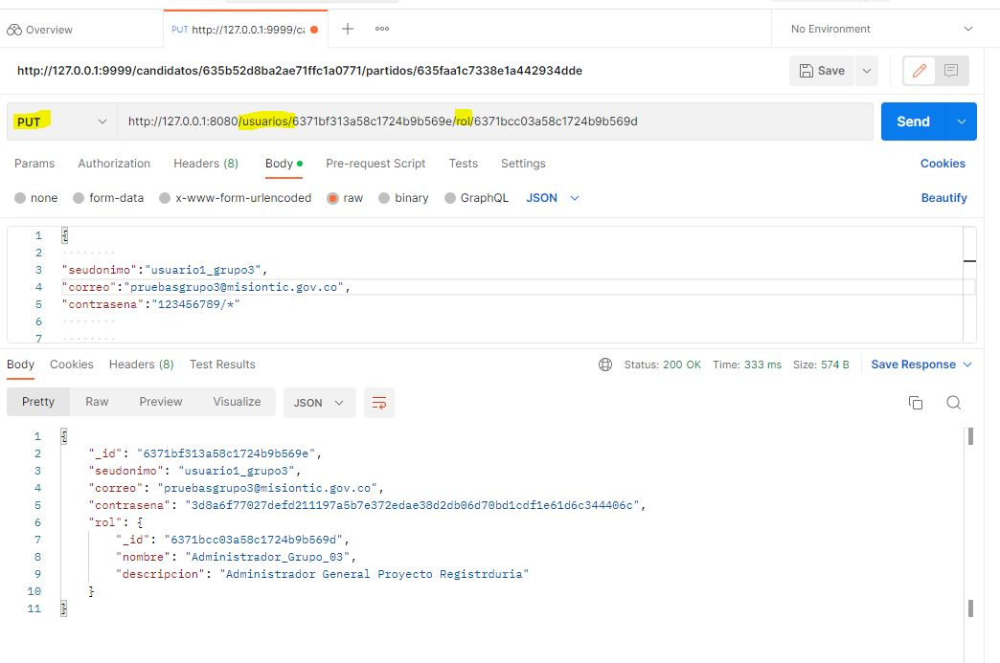 Overview
PUT http://127.0.0.1:9999/ca
No Environment
http://127.0.0.1:9999/candidatos/635b52d8ba2ae71ffc1a0771/partidos/635faa1c7338e1a442934dde
Save
PUT http://127.0.0.1:8080/usuarios/6371bf313a58c1724b9b569e/rol/6371bcc03a58c1724b9b569d Send
Params Authorization Headers (8) Body Pre-request Script Tests Settings Cookies
none form-data x-www-form-urlencoded raw binary GraphQL JSON Beautify
1 {
2
3 "seudonimo":"usuario1_grupo3",
4 "correo":"pruebasgrupo3@misiontic.gov.co",
5 "contrasena":"123456789/*"
6
7
Body Cookies Headers (8) Test Results Status: 200 OK Time: 333 ms Size: 574 B Save Response
Pretty Raw Preview Visualize JSON
1 {
2 "_id": "6371bf313a58c1724b9b569e",
3 "seudonimo": "usuario1_grupo3",
4 "correo": "pruebasgrupo3@misiontic.gov.co",
5 "contrasena": "3d8a6f77027defd211197a5b7e372edae38d2db06d70bd1cdf1e61d6c344406c",
6 "rol": {
7 "_id": "6371bcc03a58c1724b9b569d",
8 "nombre": "Administrador_Grupo_03",
9 "descripcion": "Administrador General Proyecto Registrduria"
10 }
11 }